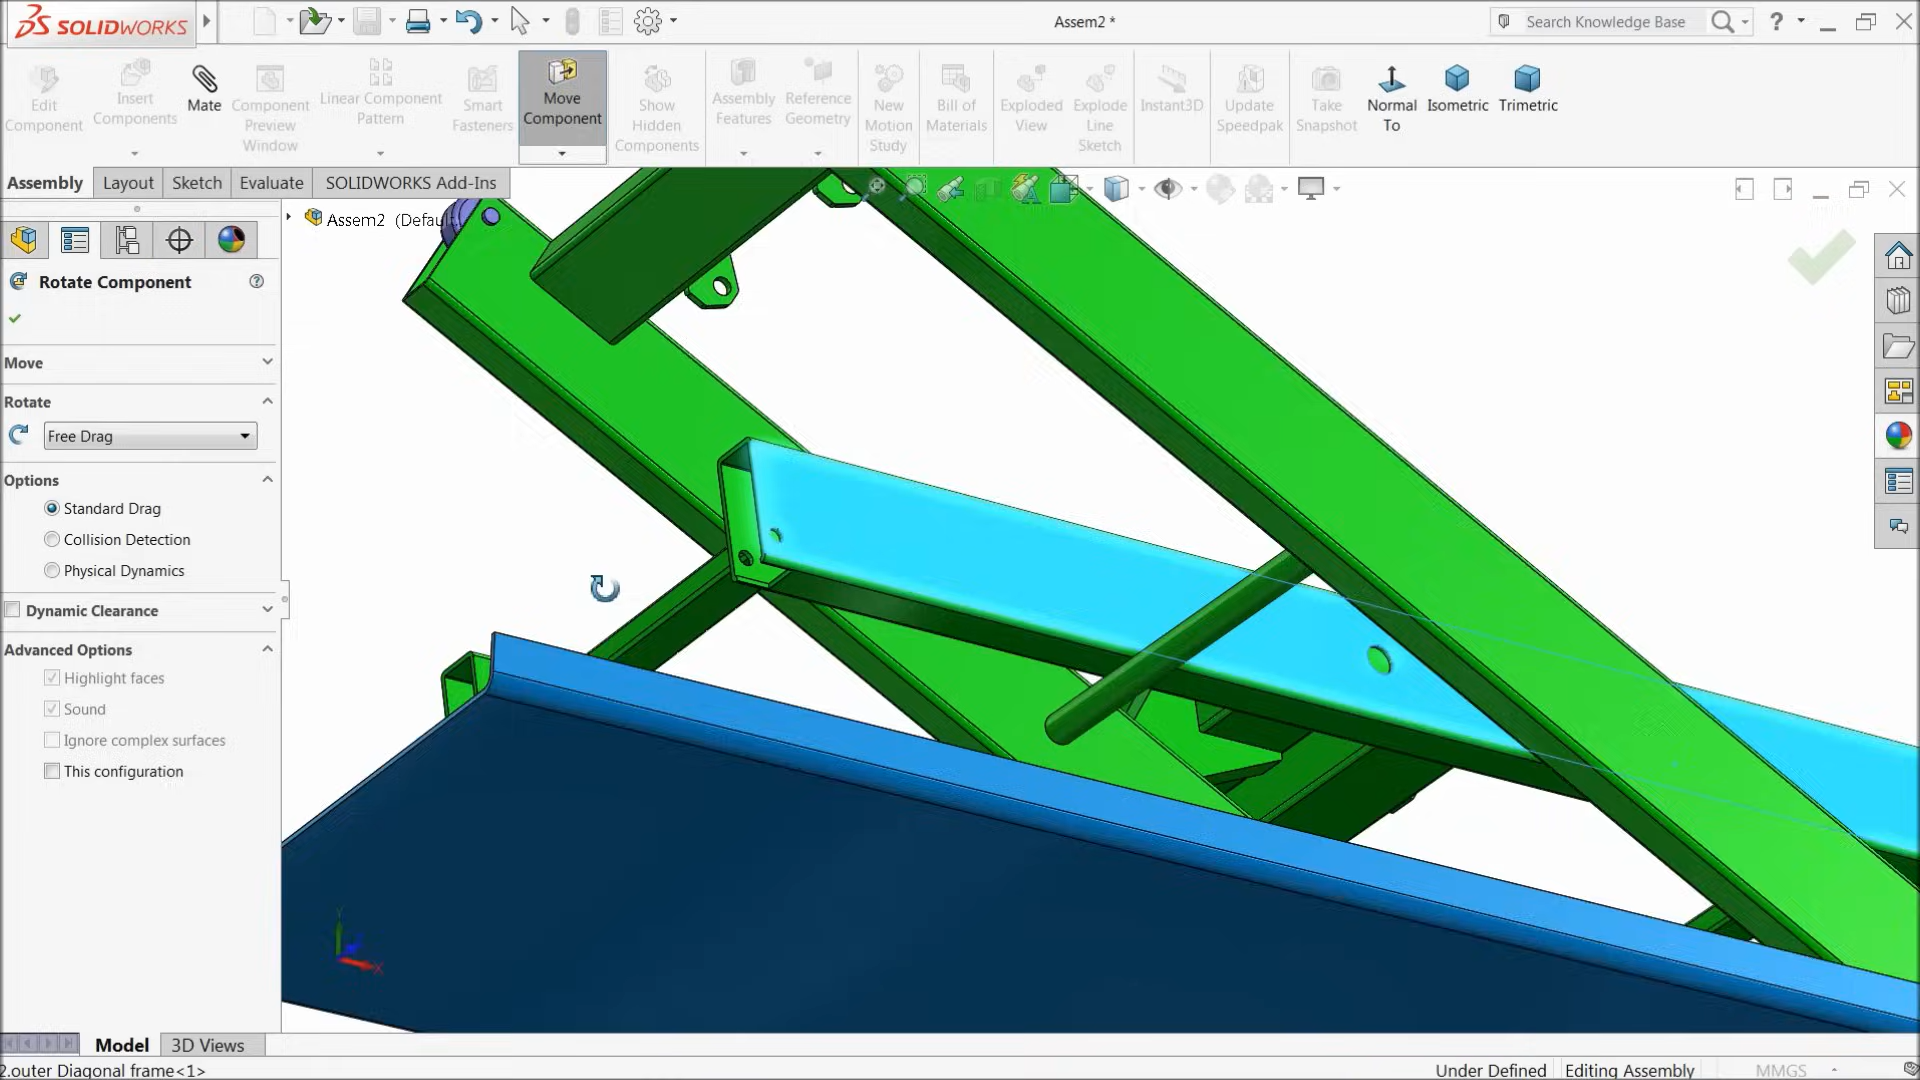 SOLIDWORKS
Assem2 *
Search Knowledge Base
?
Edit Component
Insert Components
Mate
Component Preview Window
Linear Component Pattern
Smart Fasteners
Move Component
Show Hidden Components
Assembly Features
Reference Geometry
New Motion Study
Bill of Materials
Exploded View
Explode Line Sketch
Instant3D
Update Speedpak
Take Snapshot
Normal To
Isometric
Trimetric
Assembly
Layout
Sketch
Evaluate
SOLIDWORKS Add-Ins
Assem2 (Defau
Rotate Component
?
Move
Rotate
Free Drag
Options
Standard Drag
Collision Detection
Physical Dynamics
Dynamic Clearance
Advanced Options
Highlight faces
Sound
Ignore complex surfaces
This configuration
Y
X
Model
3D Views
2.outer Diagonal frame<1>
Under Defined
Editing Assembly
MMGS